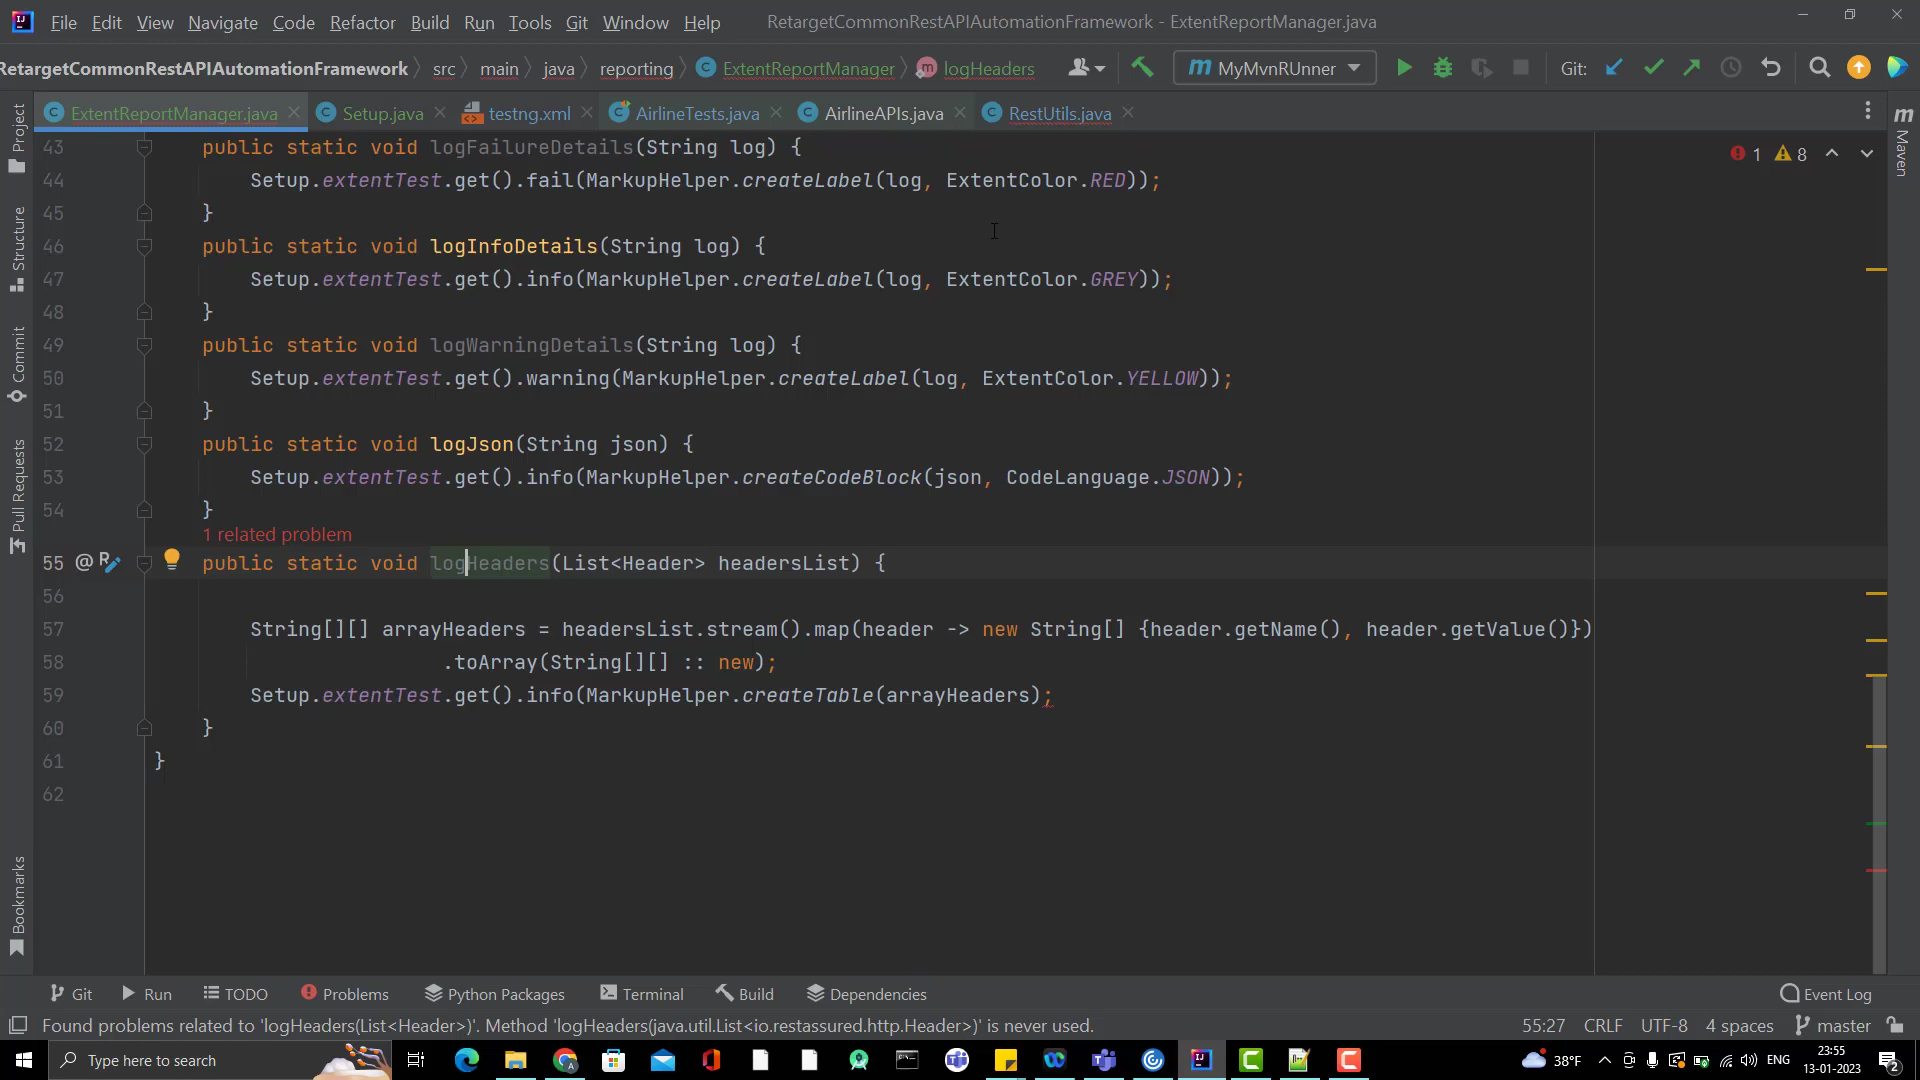 File Edit View Navigate Code Refactor Build Run Tools Git Window Help RetargetCommonRestAPIAutomationFramework - ExtentReportManager.java
RetargetCommonRestAPIAutomationFramework src main java reporting ExtentReportManager logHeaders MyMvnRUnner Git:
ExtentReportManager.java Setup.java testng.xml AirlineTests.java AirlineAPIs.java RestUtils.java
Project
Structure
Commit
Pull Requests
Bookmarks
Maven
1 8
43 public static void logFailureDetails(String log) {
44 Setup.extentTest.get().fail(MarkupHelper.createLabel(log, ExtentColor.RED));
45 }
46 public static void logInfoDetails(String log) {
47 Setup.extentTest.get().info(MarkupHelper.createLabel(log, ExtentColor.GREY));
48 }
49 public static void logWarningDetails(String log) {
50 Setup.extentTest.get().warning(MarkupHelper.createLabel(log, ExtentColor.YELLOW));
51 }
52 public static void logJson(String json) {
53 Setup.extentTest.get().info(MarkupHelper.createCodeBlock(json, CodeLanguage.JSON));
54 }
1 related problem
55 @ public static void logHeaders(List<Header> headersList) {
56
57 String[][] arrayHeaders = headersList.stream().map(header -> new String[] {header.getName(), header.getValue()})
58 .toArray(String[][] :: new);
59 Setup.extentTest.get().info(MarkupHelper.createTable(arrayHeaders);
60 }
61 }
62
Git Run TODO Problems Python Packages Terminal Build Dependencies Event Log
Found problems related to 'logHeaders(List<Header>)'. Method 'logHeaders(java.util.List<io.restassured.http.Header>)' is never used. 55:27 CRLF UTF-8 4 spaces master
Type here to search 38°F ENG 23:55
13-01-2023 2